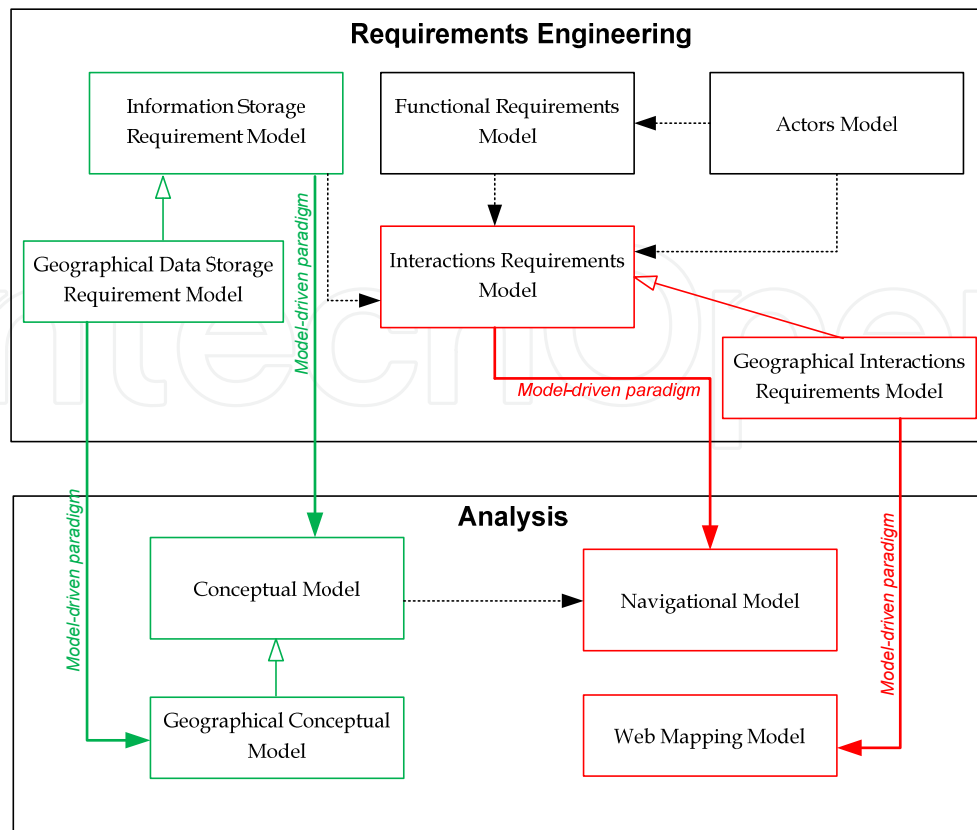 Requirements Engineering
Information Storage
Requirement Model
Functional Requirements
Model
Actors Model
Geographical Data Storage
Requirement Model
Interactions Requirements
Model
Model-driven paradigm
Geographical Interactions
Requirements Model
Model-driven paradigm
IntechOpen
Analysis
Model-driven paradigm
Conceptual Model
Navigational Model
Model-driven paradigm
Geographical Conceptual
Model
Web Mapping Model